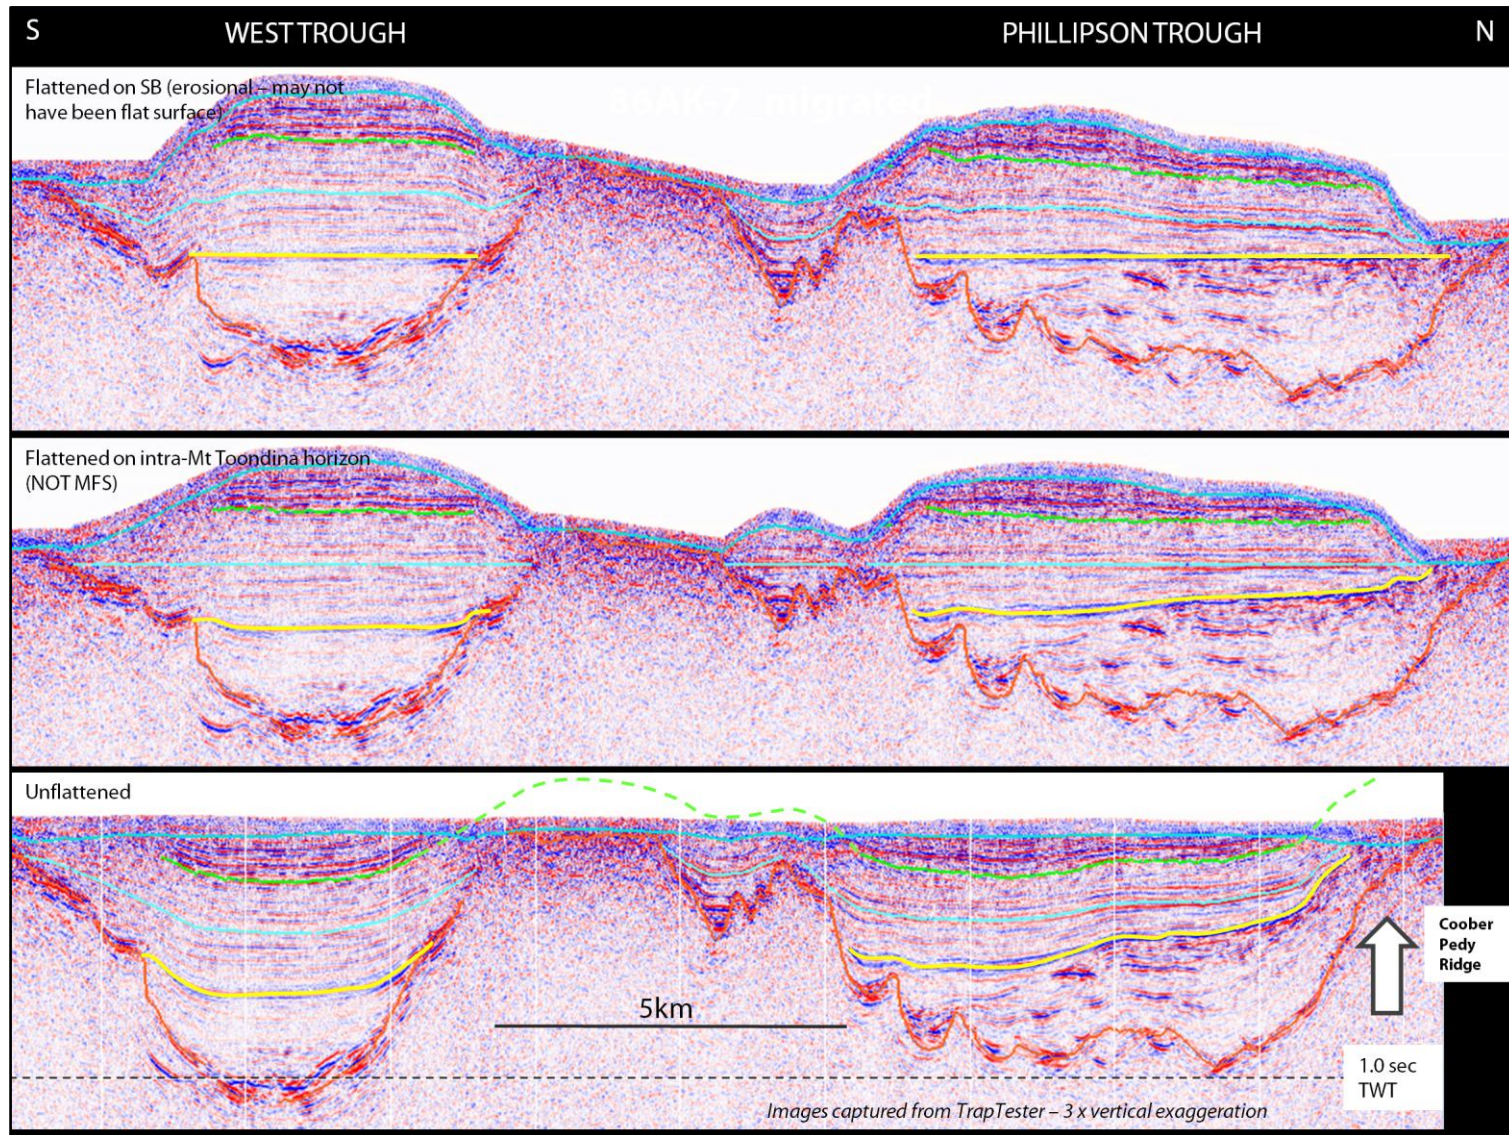 S
WEST TROUGH
PHILLIPSON TROUGH
N
Flattened on SB (erosional – may not
have been flat surface)
86AK-7_migrated
Flattened on intra-Mt Toondina horizon
(NOT MFS)
Unflattened
Coober
Pedy
Ridge
5km
1.0 sec
TWT
Images captured from TrapTester – 3 x vertical exaggeration